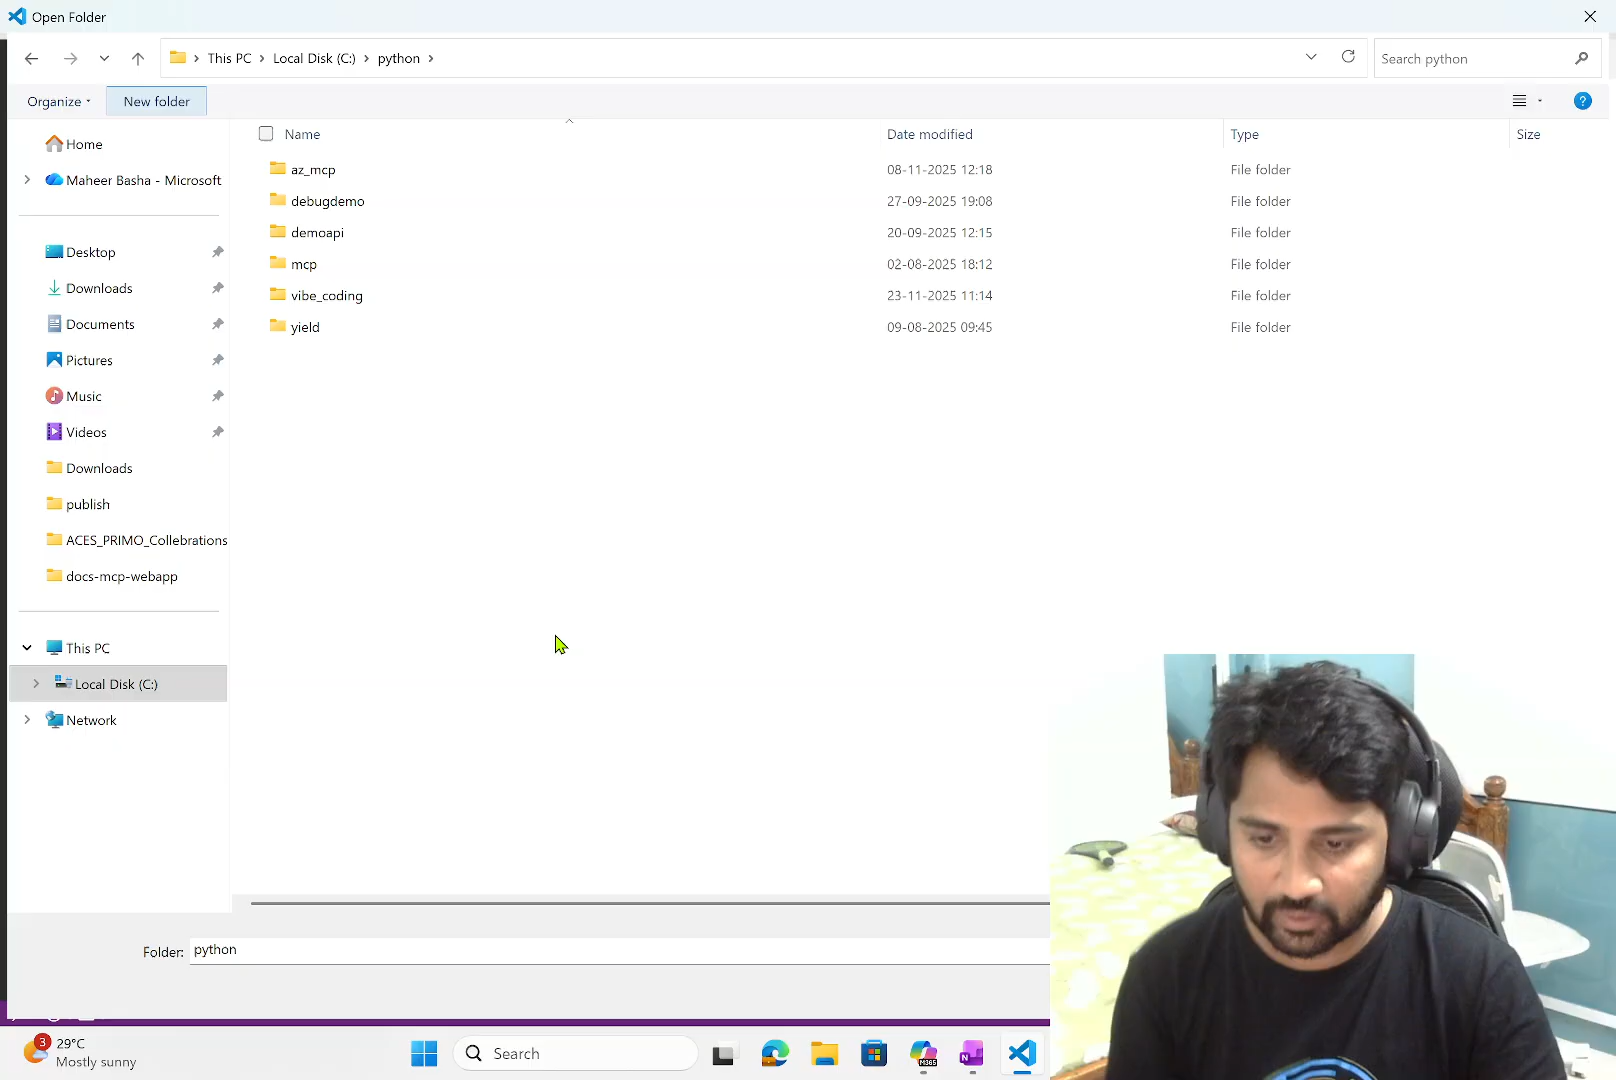 Open Folder
This PC
Local Disk (C:)
python
Search python
Organize
New folder
Name
Date modified
Type
Size
Home
Maheer Basha - Microsoft
Desktop
Downloads
Documents
Pictures
Music
Videos
Downloads
publish
ACES_PRIMO_Collebrations
docs-mcp-webapp
This PC
Local Disk (C:)
Network
az_mcp 08-11-2025 12:18 File folder
debugdemo 27-09-2025 19:08 File folder
demoapi 20-09-2025 12:15 File folder
mcp 02-08-2025 18:12 File folder
vibe_coding 23-11-2025 11:14 File folder
yield 09-08-2025 09:45 File folder
Folder: python
3
29°C
Mostly sunny
Search
M365
N